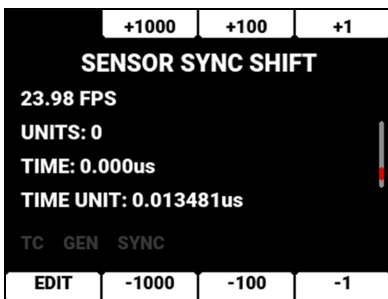 +1000 +100 +1
SENSOR SYNC SHIFT
23.98 FPS
UNITS: 0
TIME: 0.000us
TIME UNIT: 0.013481us
TC GEN SYNC
EDIT -1000 -100 -1